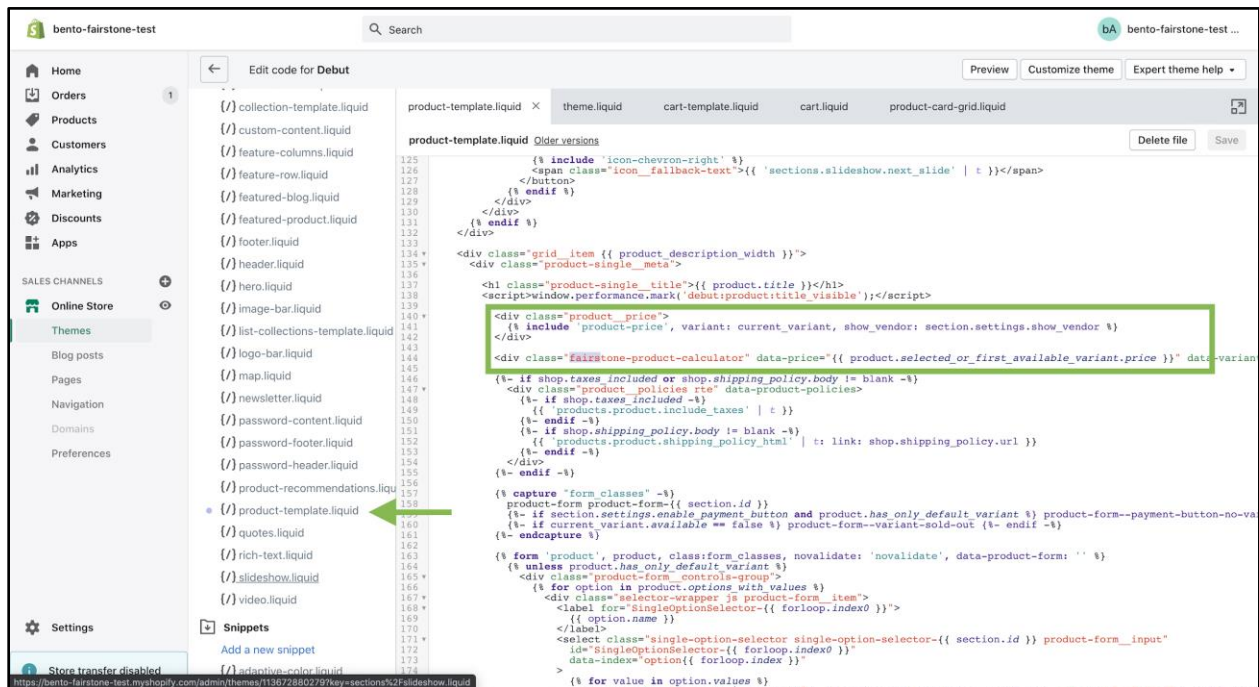 bento-fairstone-test
Search
bA bento-fairstone-test ...
Home
Orders 1
Products
Customers
Analytics
Marketing
Discounts
Apps
SALES CHANNELS
Online Store
Themes
Blog posts
Pages
Navigation
Domains
Preferences
Settings
Store transfer disabled
https://bento-fairstone-test.myshopify.com/admin/themes/113672880279?key=sections%2Fslideshow.liquid
Edit code for Debut
Preview Customize theme Expert theme help
{/} collection-template.liquid
{/} custom-content.liquid
{/} feature-columns.liquid
{/} feature-row.liquid
{/} featured-blog.liquid
{/} featured-product.liquid
{/} footer.liquid
{/} header.liquid
{/} hero.liquid
{/} image-bar.liquid
{/} list-collections-template.liquid
{/} logo-bar.liquid
{/} map.liquid
{/} newsletter.liquid
{/} password-content.liquid
{/} password-footer.liquid
{/} password-header.liquid
{/} product-recommendations.liqu
{/} product-template.liquid
{/} quotes.liquid
{/} rich-text.liquid
{/} slideshow.liquid
{/} video.liquid
Snippets
Add a new snippet
{/} adaptive-color.liquid
product-template.liquid × theme.liquid cart-template.liquid cart.liquid product-card-grid.liquid
product-template.liquid Older versions
Delete file Save
125 {% include 'icon-chevron-right' %}
126 <span class="icon__fallback-text">{{ 'sections.slideshow.next_slide' | t }}</span>
127 </button>
128 {% endif %}
129 </div>
130 </div>
131 {% endif %}
132 </div>
133
134 <div class="grid__item {{ product_description_width }}">
135 <div class="product-single__meta">
136
137 <h1 class="product-single__title">{{ product.title }}</h1>
138 <script>window.performance.mark('debut:product:title_visible');</script>
139
140 <div class="product__price">
141 {% include 'product-price', variant: current_variant, show_vendor: section.settings.show_vendor %}
142 </div>
143
144 <div class="fairstone-product-calculator" data-price="{{ product.selected_or_first_available_variant.price }}" data-variant
145
146 {%- if shop.taxes_included or shop.shipping_policy.body != blank -%}
147 <div class="product__policies rte" data-product-policies>
148 {%- if shop.taxes_included -%}
149 {{ 'products.product.include_taxes' | t }}
150 {%- endif -%}
151 {%- if shop.shipping_policy.body != blank -%}
152 {{ 'products.product.shipping_policy_html' | t: link: shop.shipping_policy.url }}
153 {%- endif -%}
154 </div>
155 {%- endif -%}
156
157 {% capture "form_classes" -%}
158 product-form product-form-{{ section.id }}
159 {%- if section.settings.enable_payment_button and product.has_only_default_variant %} product-form--payment-button-no-va
160 {%- if current_variant.available == false %} product-form--variant-sold-out {%- endif -%}
161 {%- endcapture %}
162
163 {% form 'product', product, class:form_classes, novalidate: 'novalidate', data-product-form: '' %}
164 {% unless product.has_only_default_variant %}
165 <div class="product-form__controls-group">
166 {% for option in product.options_with_values %}
167 <div class="selector-wrapper js product-form__item">
168 <label for="SingleOptionSelector-{{ forloop.index0 }}">
169 {{ option.name }}
170 </label>
171 <select class="single-option-selector single-option-selector-{{ section.id }} product-form__input"
172 id="SingleOptionSelector-{{ forloop.index0 }}"
173 data-index="option{{ forloop.index }}"
174 >
{% for value in option.values %}